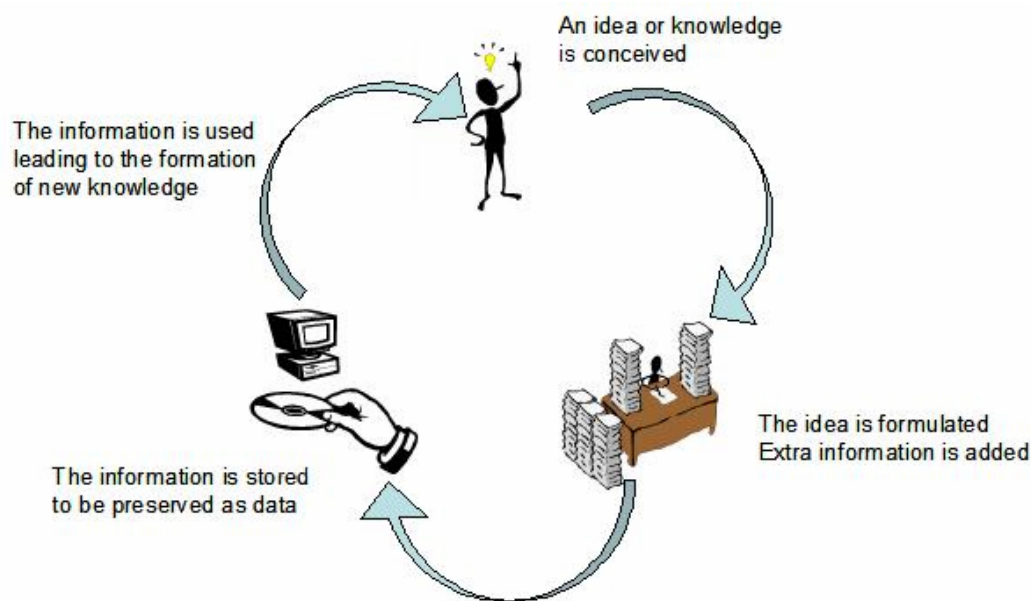 An idea or knowledge
is conceived
The idea is formulated
Extra information is added
The information is stored
to be preserved as data
The information is used
leading to the formation
of new knowledge